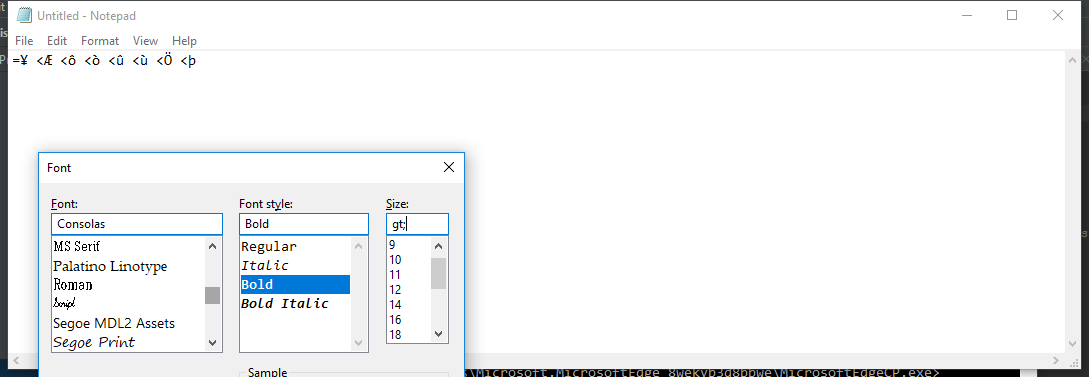 Untitled - Notepad
File Edit Format View Help
=¥ <Æ <ô <ò <û <ù <Ö <þ
Font
Font: Font style: Size:
Consolas Bold gt;
MS Serif Regular 9
Palatino Linotype Italic 10
Roman Bold 11
Script Bold Italic 12
Segoe MDL2 Assets 14
Segoe Print 16
18
Sample
\Microsoft.MicrosoftEdge_8wekyb3d8bbwe\MicrosoftEdgeCP.exe>